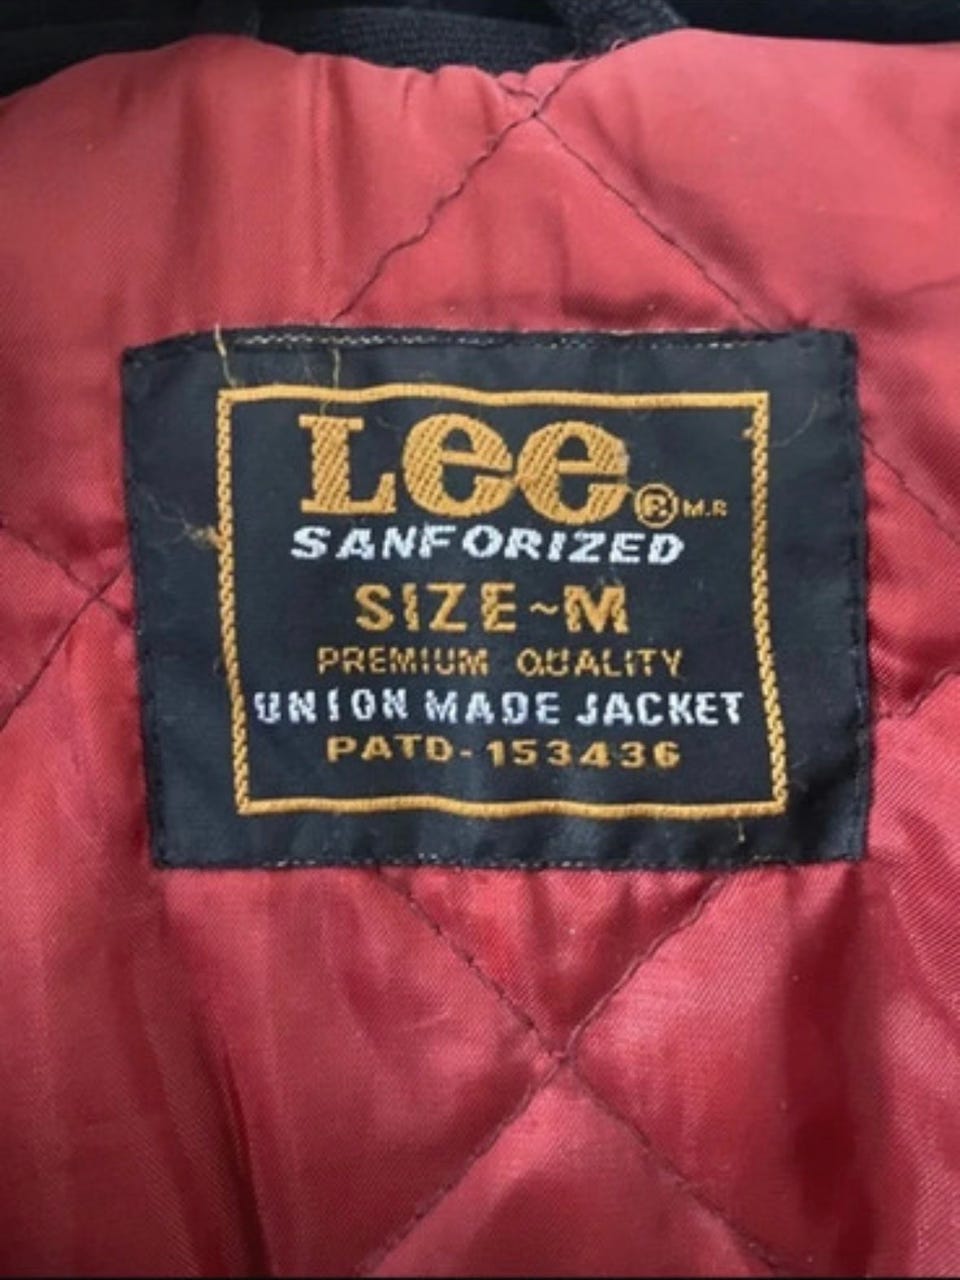 Lee® M.R
SANFORIZED
SIZE~M
PREMIUM QUALITY
UNION MADE JACKET
PATD-153436